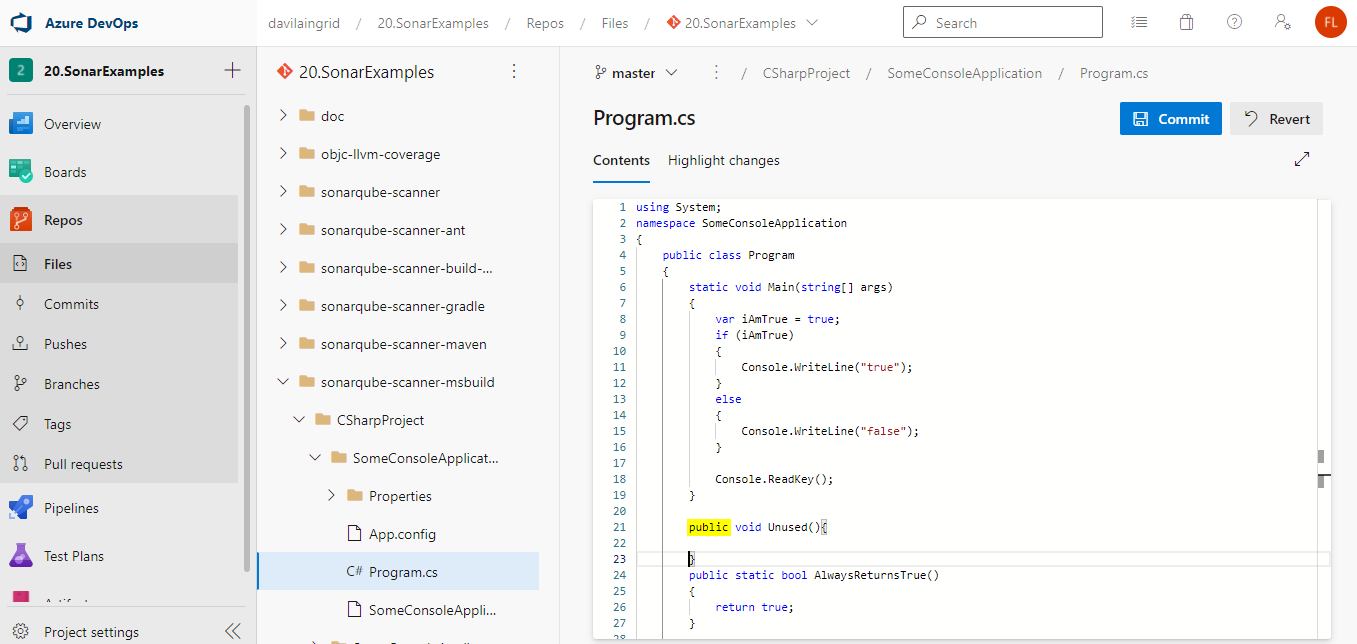 Azure DevOps
davilaingrid / 20.SonarExamples / Repos / Files / 20.SonarExamples
Search
FL
2 20.SonarExamples
Overview
Boards
Repos
Files
Commits
Pushes
Branches
Tags
Pull requests
Pipelines
Test Plans
Project settings
20.SonarExamples
doc
objc-llvm-coverage
sonarqube-scanner
sonarqube-scanner-ant
sonarqube-scanner-build-...
sonarqube-scanner-gradle
sonarqube-scanner-maven
sonarqube-scanner-msbuild
CSharpProject
SomeConsoleApplicat...
Properties
App.config
C# Program.cs
SomeConsoleAppli...
master / CSharpProject / SomeConsoleApplication / Program.cs
Program.cs
Commit
Revert
Contents Highlight changes
1 using System;
2 namespace SomeConsoleApplication
3 {
4 public class Program
5 {
6 static void Main(string[] args)
7 {
8 var iAmTrue = true;
9 if (iAmTrue)
10 {
11 Console.WriteLine("true");
12 }
13 else
14 {
15 Console.WriteLine("false");
16 }
17
18 Console.ReadKey();
19 }
20
21 public void Unused(){
22
23 }
24 public static bool AlwaysReturnsTrue()
25 {
26 return true;
27 }
28